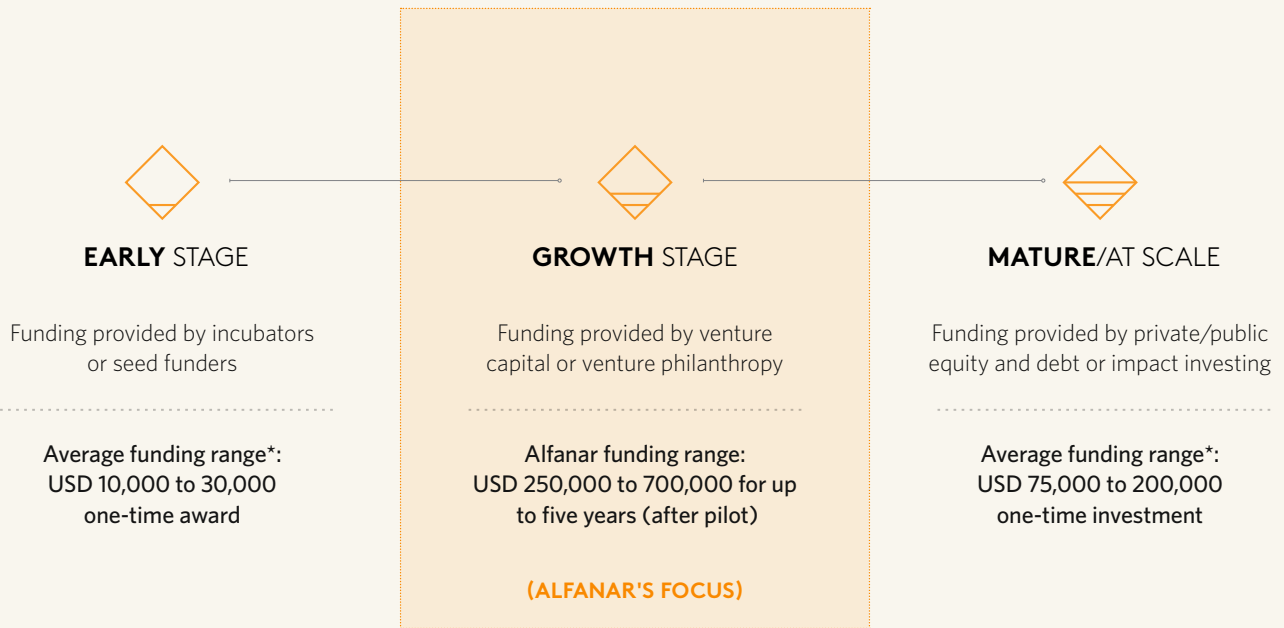 EARLY STAGE
Funding provided by incubators
or seed funders
Average funding range*:
USD 10,000 to 30,000
one-time award
GROWTH STAGE
Funding provided by venture
capital or venture philanthropy
Alfanar funding range:
USD 250,000 to 700,000 for up
to five years (after pilot)
(ALFANAR'S FOCUS)
MATURE/AT SCALE
Funding provided by private/public
equity and debt or impact investing
Average funding range*:
USD 75,000 to 200,000
one-time investment